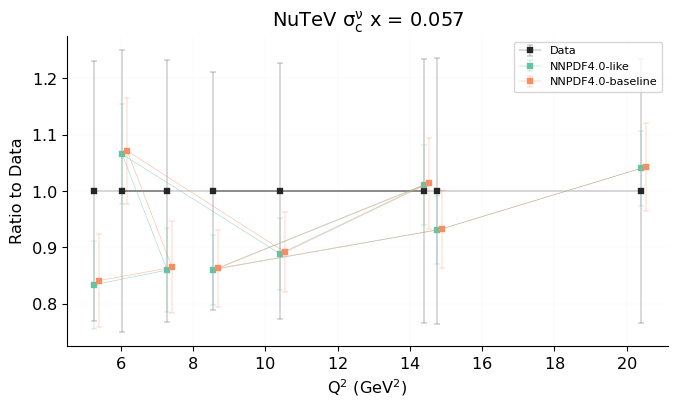 NuTeV σcν x = 0.057
Data
NNPDF4.0-like
NNPDF4.0-baseline
Ratio to Data
1.2
1.1
1.0
0.9
0.8
6 8 10 12 14 16 18 20
Q² (GeV²)